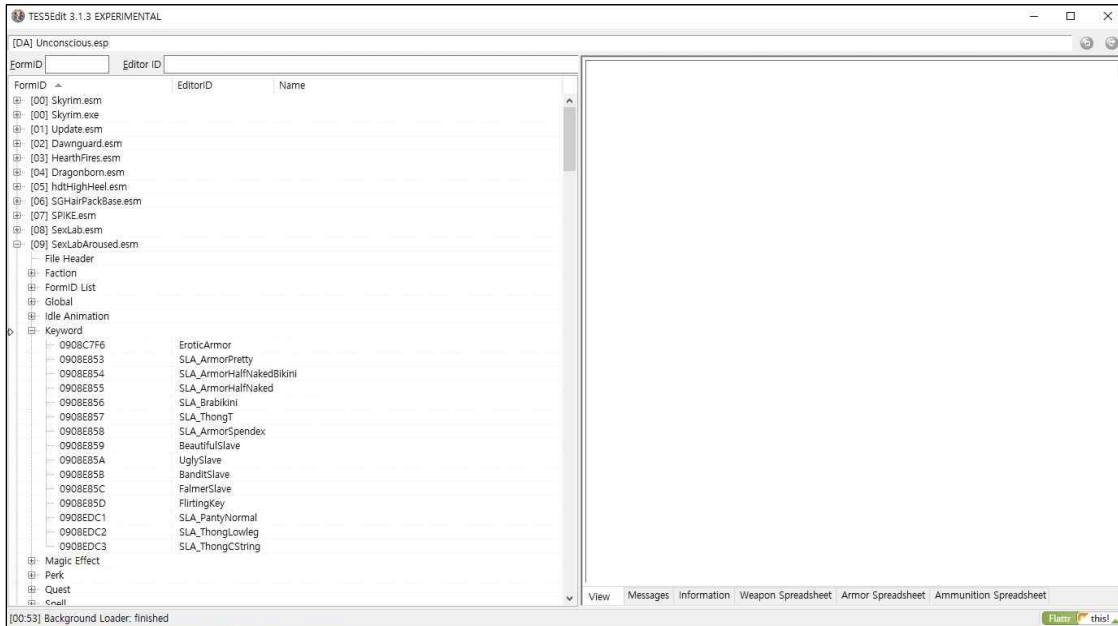 TES5Edit 3.1.3 EXPERIMENTAL
[DA] Unconscious.esp
FormID Editor ID
FormID EditorID Name
[00] Skyrim.esm
[00] Skyrim.exe
[01] Update.esm
[02] Dawnguard.esm
[03] HearthFires.esm
[04] Dragonborn.esm
[05] hdtHighHeel.esm
[06] SGHairPackBase.esm
[07] SPIKE.esm
[08] SexLab.esm
[09] SexLabAroused.esm
File Header
Faction
FormID List
Global
Idle Animation
Keyword
0908C7F6 EroticArmor
0908E853 SLA_ArmorPretty
0908E854 SLA_ArmorHalfNakedBikini
0908E855 SLA_ArmorHalfNaked
0908E856 SLA_Brabikini
0908E857 SLA_ThongT
0908E858 SLA_ArmorSpendex
0908E859 BeautifulSlave
0908E85A UglySlave
0908E85B BanditSlave
0908E85C FalmerSlave
0908E85D FlirtingKey
0908EDC1 SLA_PantyNormal
0908EDC2 SLA_ThongLowleg
0908EDC3 SLA_ThongCString
Magic Effect
Perk
Quest
Spell
View Messages Information Weapon Spreadsheet Armor Spreadsheet Ammunition Spreadsheet
[00:53] Background Loader: finished
Flattr this!